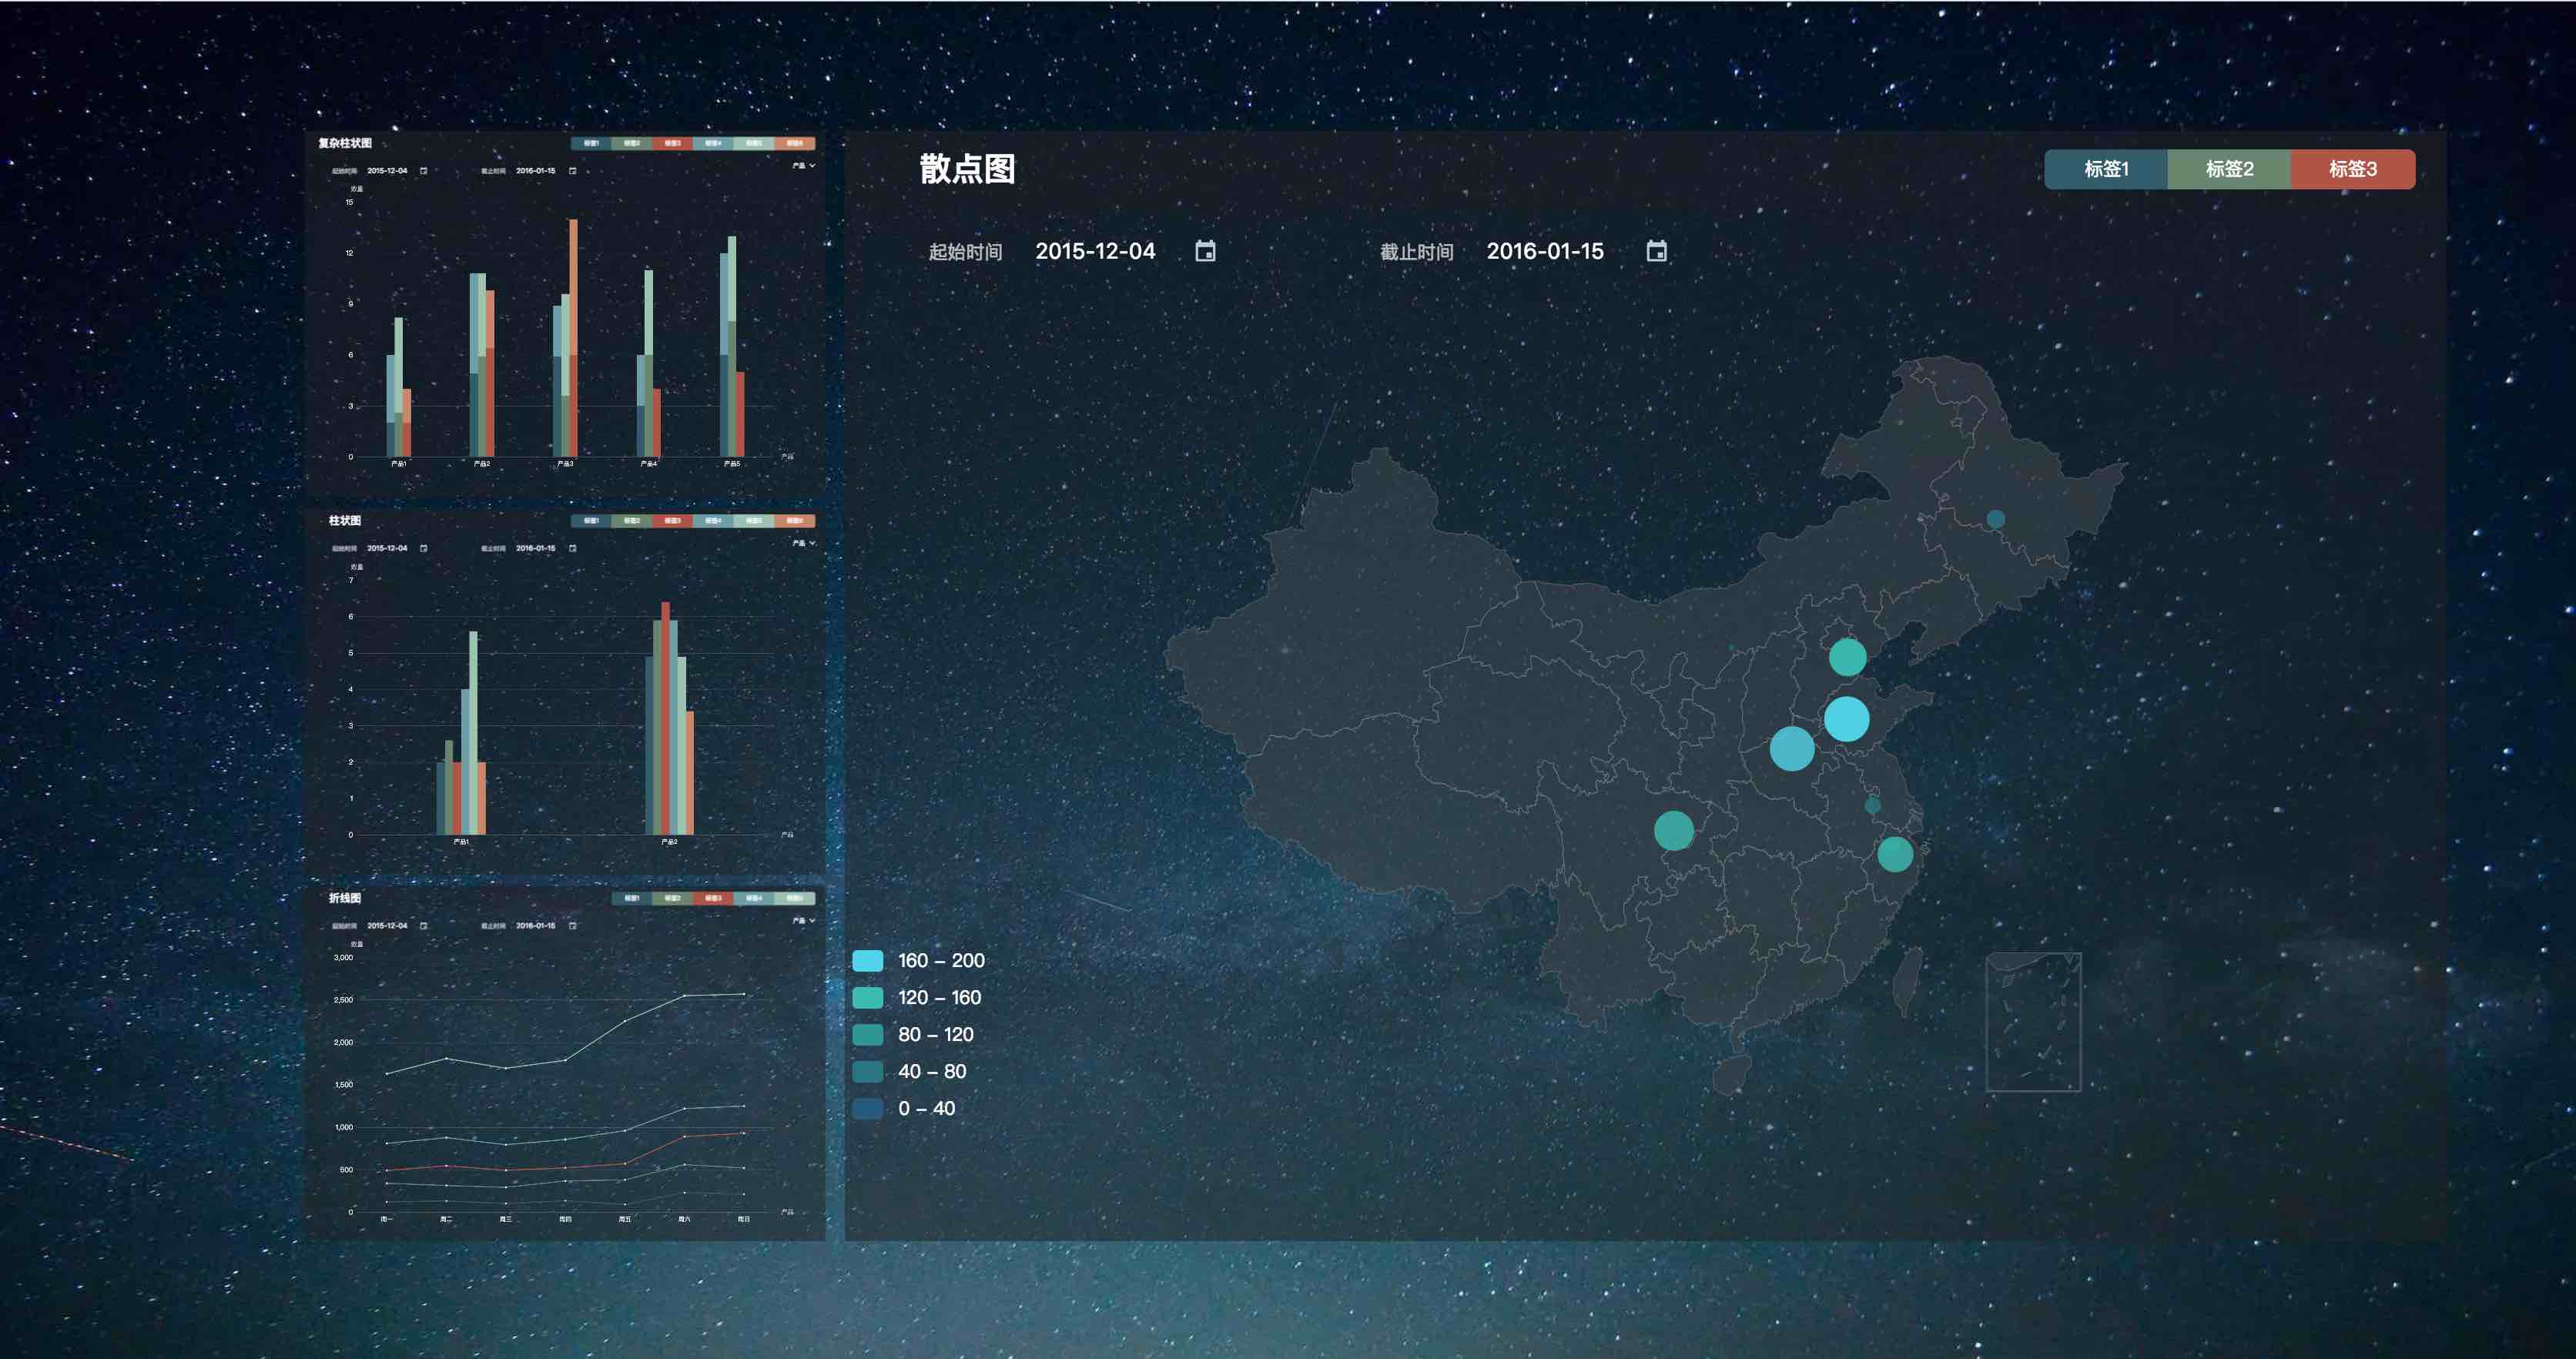 复杂柱状图
标签1 标签2 标签3 标签4 标签5 标签6
起始时间 2015-12-04 截止时间 2016-01-15 产品
数量
15
12
9
6
3
0
产品1 产品2 产品3 产品4 产品5 产品
柱状图
标签1 标签2 标签3 标签4 标签5 标签6
起始时间 2015-12-04 截止时间 2016-01-15 产品
数量
7
6
5
4
3
2
1
0
产品1 产品2 产品
折线图
标签1 标签2 标签3 标签4 标签5
起始时间 2015-12-04 截止时间 2016-01-15 产品
数量
3,000
2,500
2,000
1,500
1,000
500
0
周一 周二 周三 周四 周五 周六 周日 产品
散点图
标签1 标签2 标签3
起始时间 2015-12-04 截止时间 2016-01-15
160 – 200
120 – 160
80 – 120
40 – 80
0 – 40